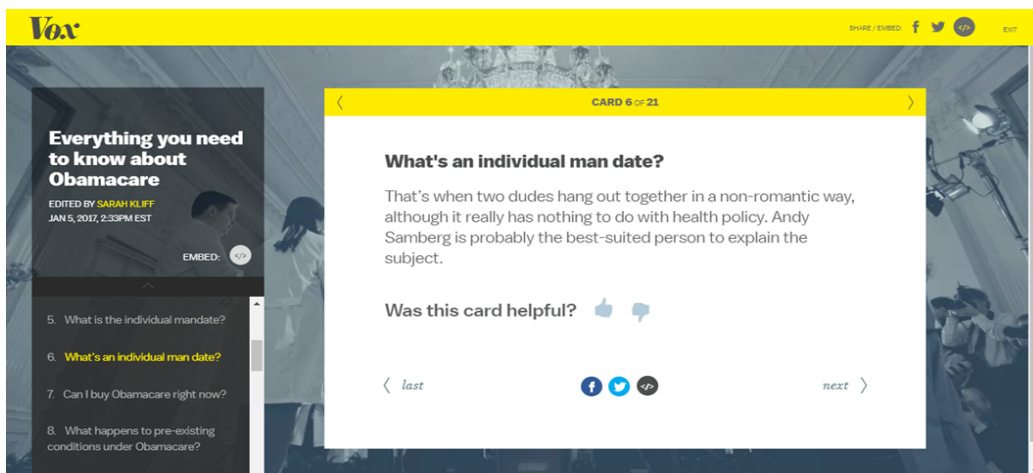 Vox
SHARE / EMBED:
EXIT
Everything you need
to know about
Obamacare
EDITED BY SARAH KLIFF
JAN 5, 2017, 2:33PM EST
EMBED: </>
5. What is the individual mandate?
6. What's an individual man date?
7. Can I buy Obamacare right now?
8. What happens to pre-existing
conditions under Obamacare?
CARD 6 OF 21
What's an individual man date?
That's when two dudes hang out together in a non-romantic way,
although it really has nothing to do with health policy. Andy
Samberg is probably the best-suited person to explain the
subject.
Was this card helpful?
last
next